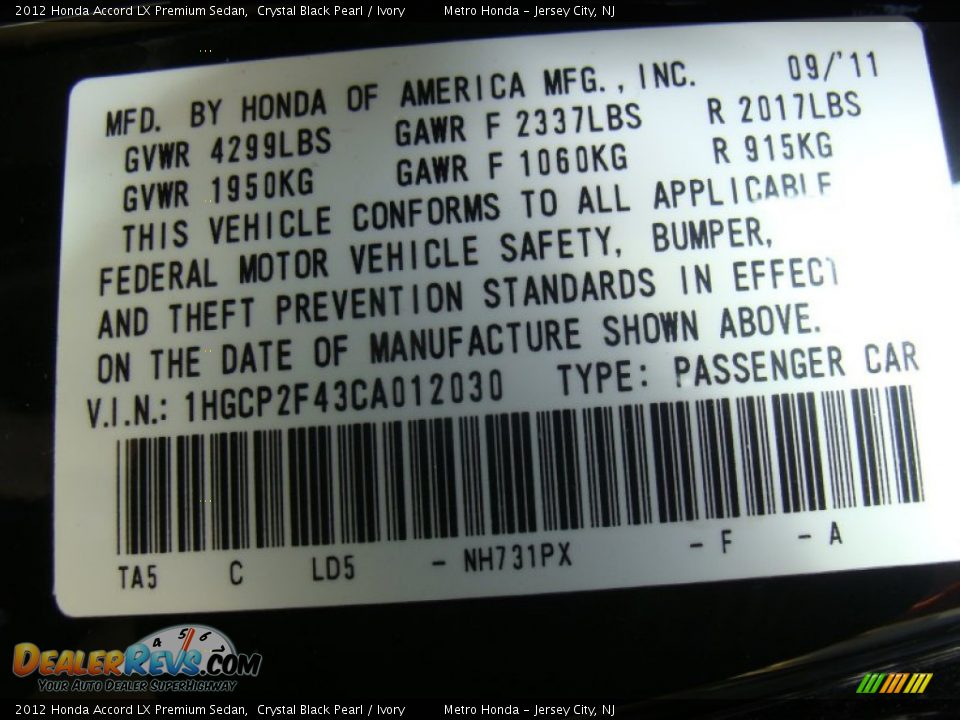 2012 Honda Accord LX Premium Sedan, Crystal Black Pearl / Ivory Metro Honda - Jersey City, NJ
MFD. BY HONDA OF AMERICA MFG., INC. 09/'11
GVWR 4299LBS GAWR F 2337LBS R 2017LBS
GVWR 1950KG GAWR F 1060KG R 915KG
THIS VEHICLE CONFORMS TO ALL APPLICABLE
FEDERAL MOTOR VEHICLE SAFETY, BUMPER,
AND THEFT PREVENTION STANDARDS IN EFFECT
ON THE DATE OF MANUFACTURE SHOWN ABOVE.
V.I.N.: 1HGCP2F43CA012030 TYPE: PASSENGER CAR
TA5 C LD5 - NH731PX - F - A
4 5 6
DEALERREVS.COM
YOUR AUTO DEALER SUPERHIGHWAY
2012 Honda Accord LX Premium Sedan, Crystal Black Pearl / Ivory Metro Honda - Jersey City, NJ